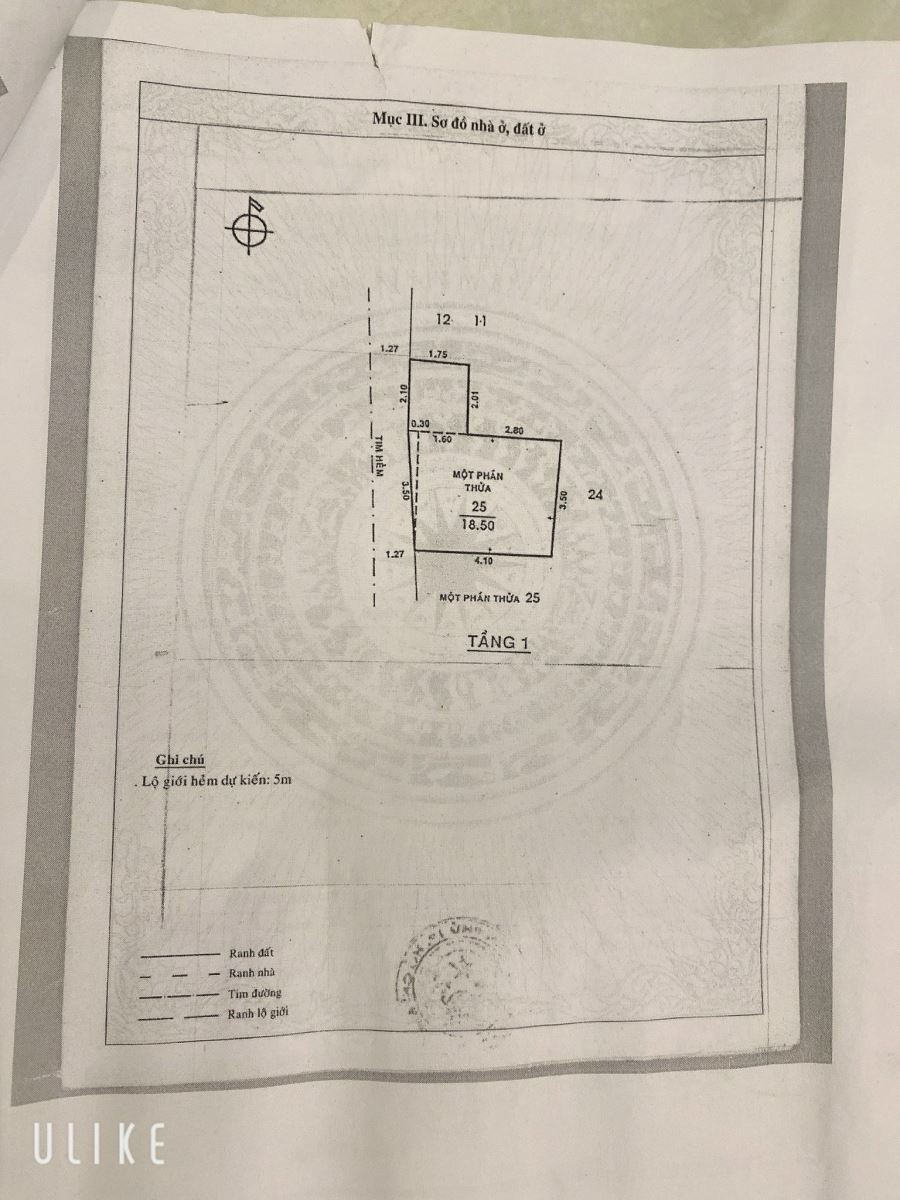 Mục III. Sơ đồ nhà ở, đất ở
12 11
1.27
1.75
2.10
2.01
0.30
1.60
2.80
TIM HẺM
MỘT PHẦN
THỬA
25
18.50
3.50
3.50
24
1.27
4.10
MỘT PHẦN THỬA 25
TẦNG 1
Ghi chú
. Lộ giới hẻm dự kiến: 5m
Ranh đất
Ranh nhà
Tim đường
Ranh lộ giới
ULIKE